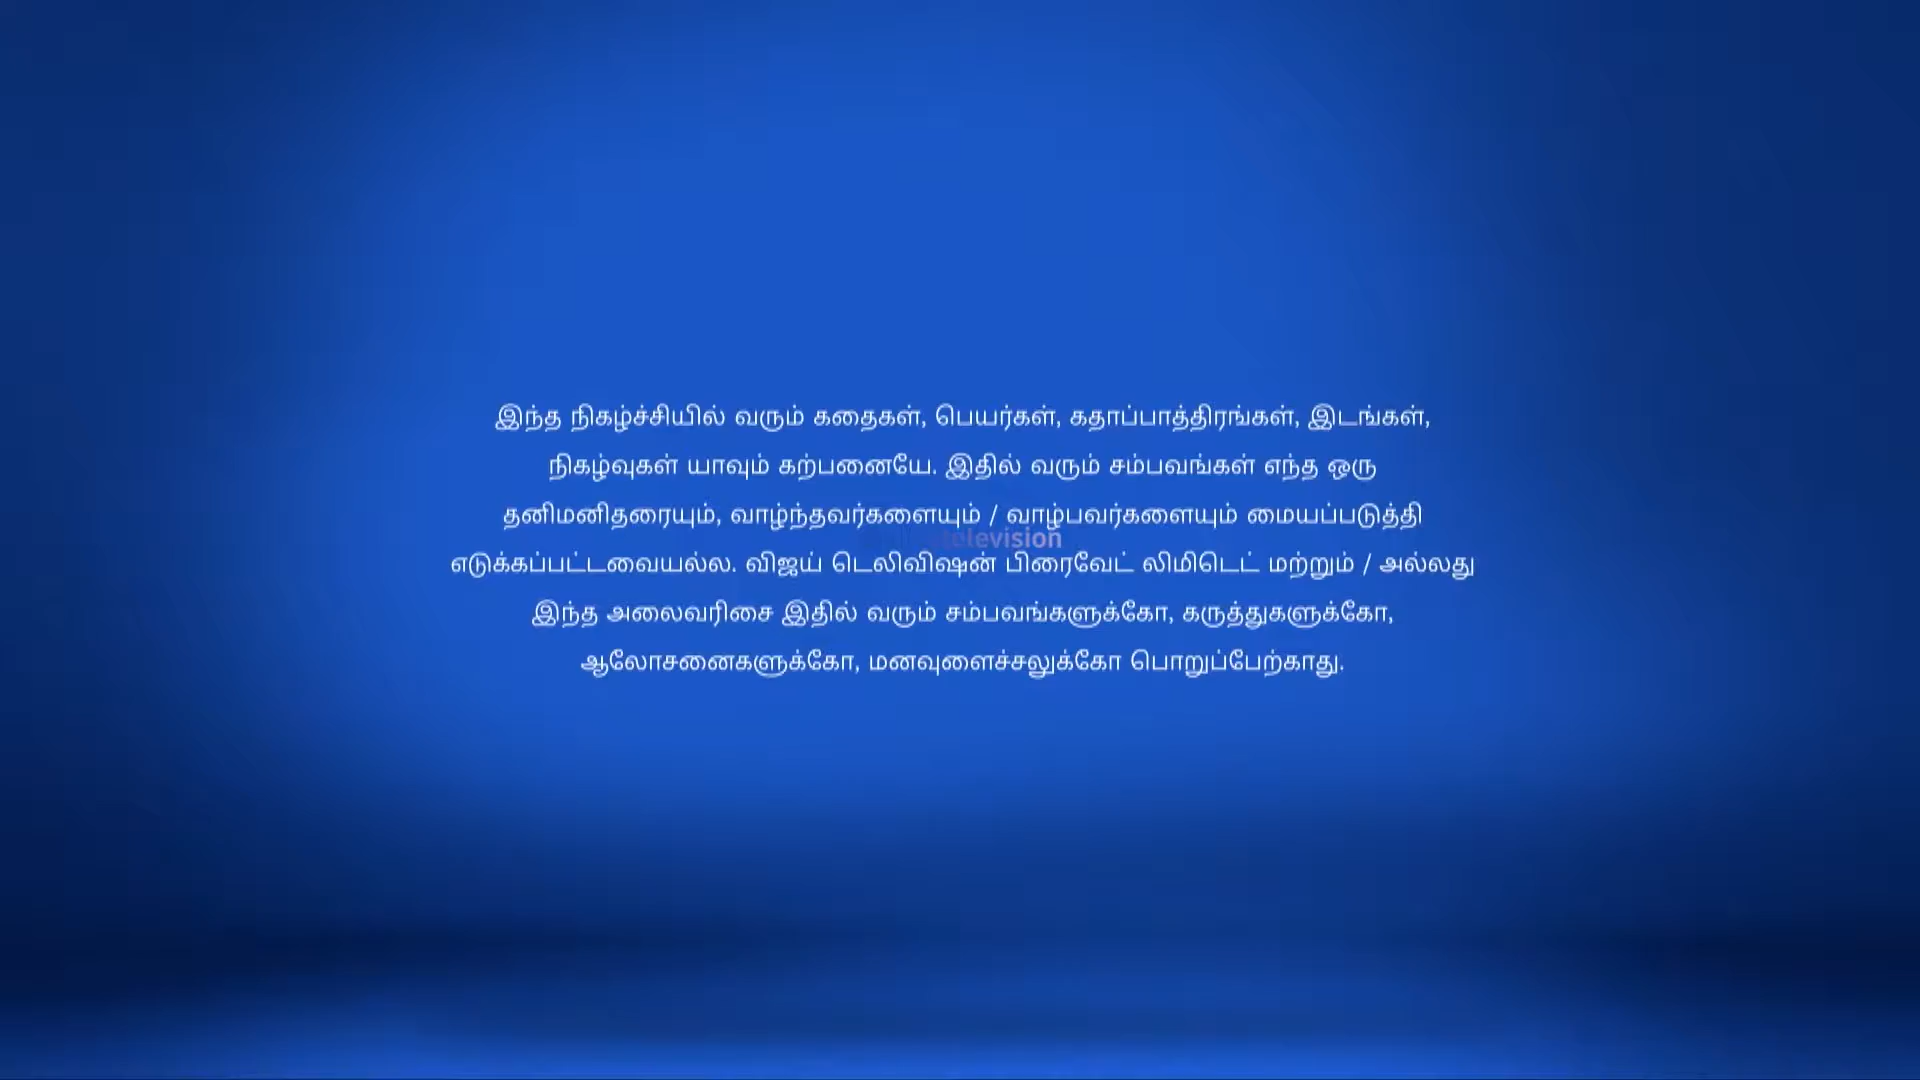 இந்த நிகழ்ச்சியில் வரும் கதைகள், பெயர்கள், கதாப்பாத்திரங்கள், இடங்கள்,
நிகழ்வுகள் யாவும் கற்பனையே. இதில் வரும் சம்பவங்கள் எந்த ஒரு
தனிமனிதரையும், வாழ்ந்தவர்களையும் / வாழ்பவர்களையும் மையப்படுத்தி
television
எடுக்கப்பட்டவையல்ல. விஜய் டெலிவிஷன் பிரைவேட் லிமிடெட் மற்றும் / அல்லது
இந்த அலைவரிசை இதில் வரும் சம்பவங்களுக்கோ, கருத்துகளுக்கோ,
ஆலோசனைகளுக்கோ, மனவுளைச்சலுக்கோ பொறுப்பேற்காது.